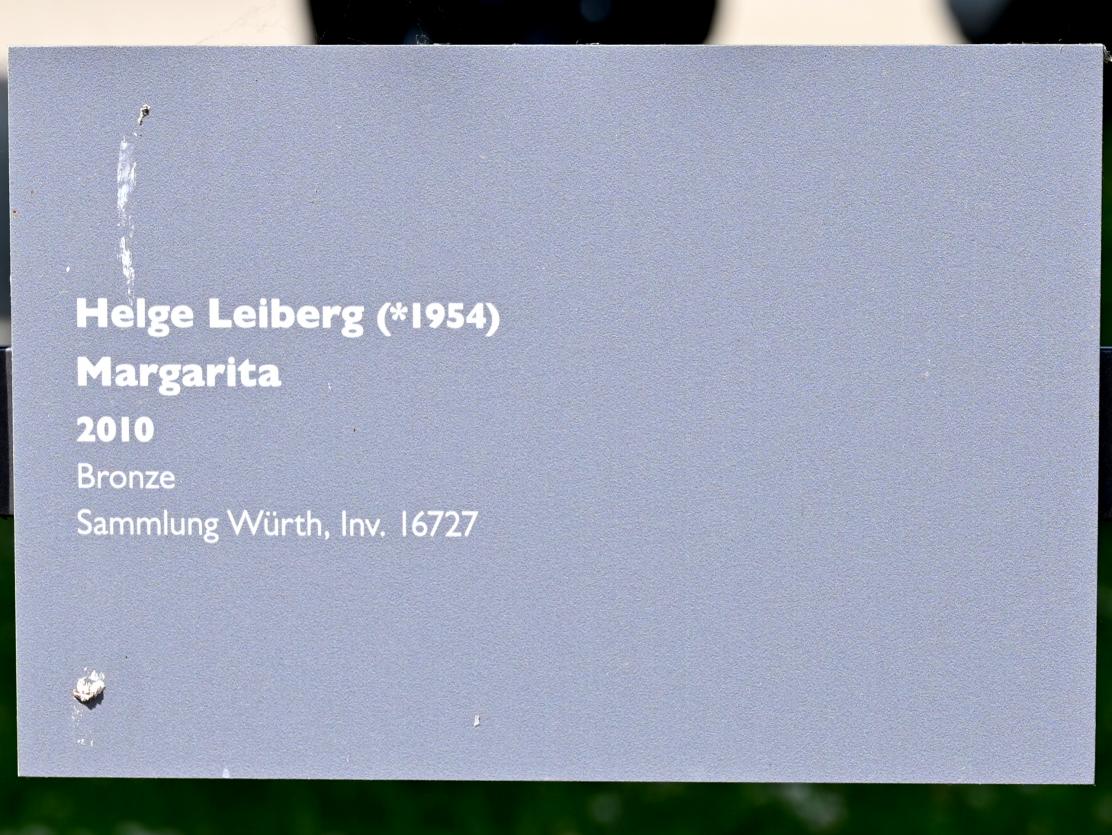 Helge Leiberg (*1954)
Margarita
2010
Bronze
Sammlung Würth, Inv. 16727